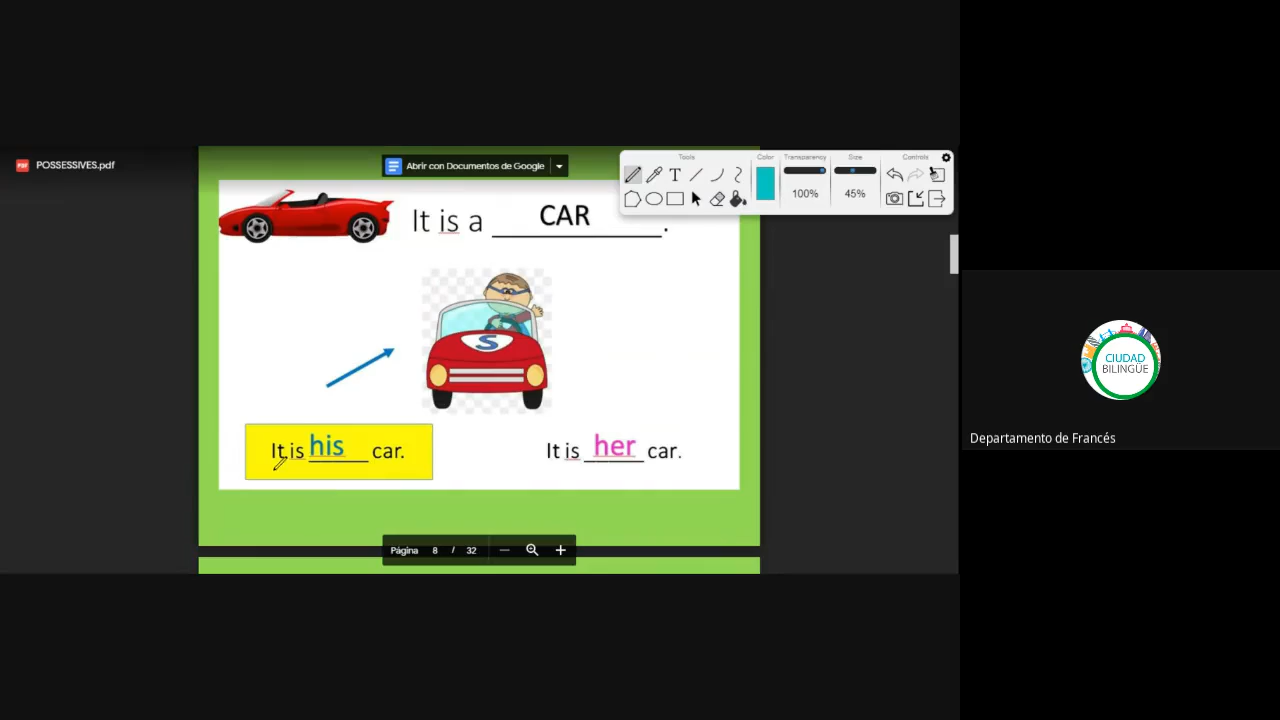 POSSESSIVES.pdf
Abrir con Documentos de Google
Tools
Color
Transparency
Size
Controls
100%
45%
It is a CAR.
S
It is his car.
It is her car.
Página 8 / 32
CIUDAD
BILINGÜE
Departamento de Francés